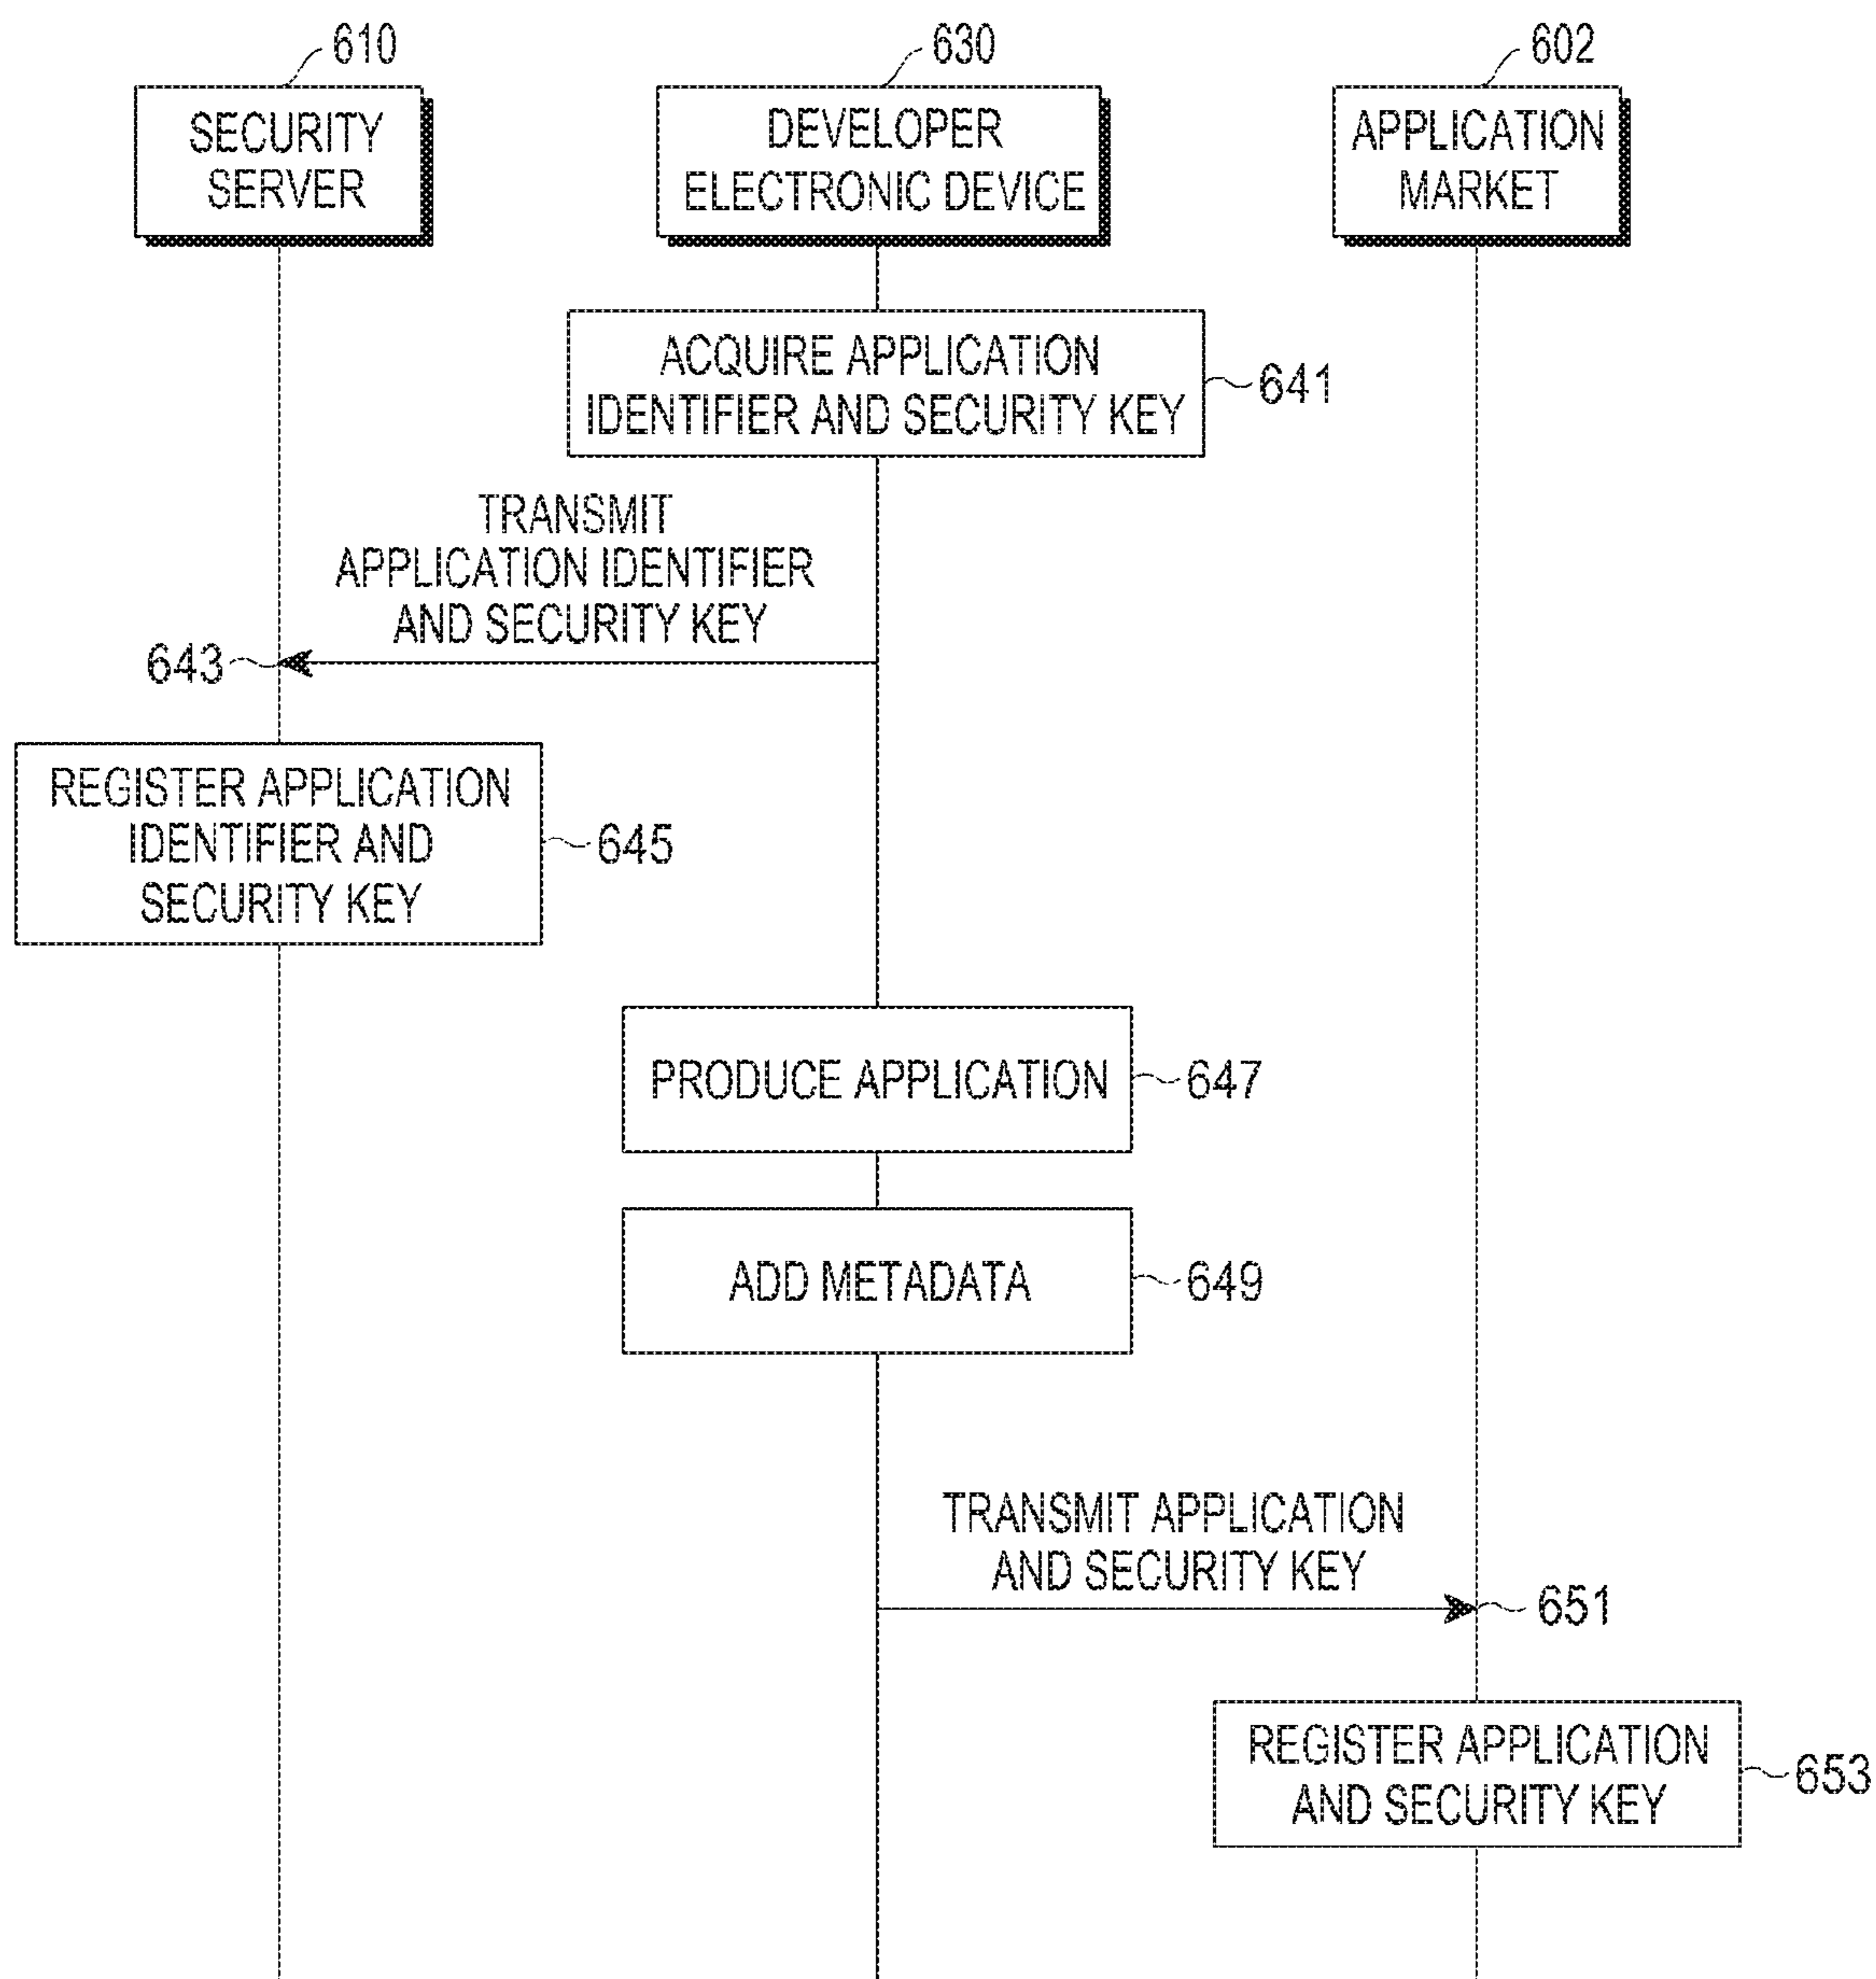 610
630
602
SECURITY
SERVER
DEVELOPER
ELECTRONIC DEVICE
APPLICATION
MARKET
ACQUIRE APPLICATION
IDENTIFIER AND SECURITY KEY
641
TRANSMIT
APPLICATION IDENTIFIER
AND SECURITY KEY
643
REGISTER APPLICATION
IDENTIFIER AND
SECURITY KEY
645
PRODUCE APPLICATION
647
ADD METADATA
649
TRANSMIT APPLICATION
AND SECURITY KEY
651
REGISTER APPLICATION
AND SECURITY KEY
653